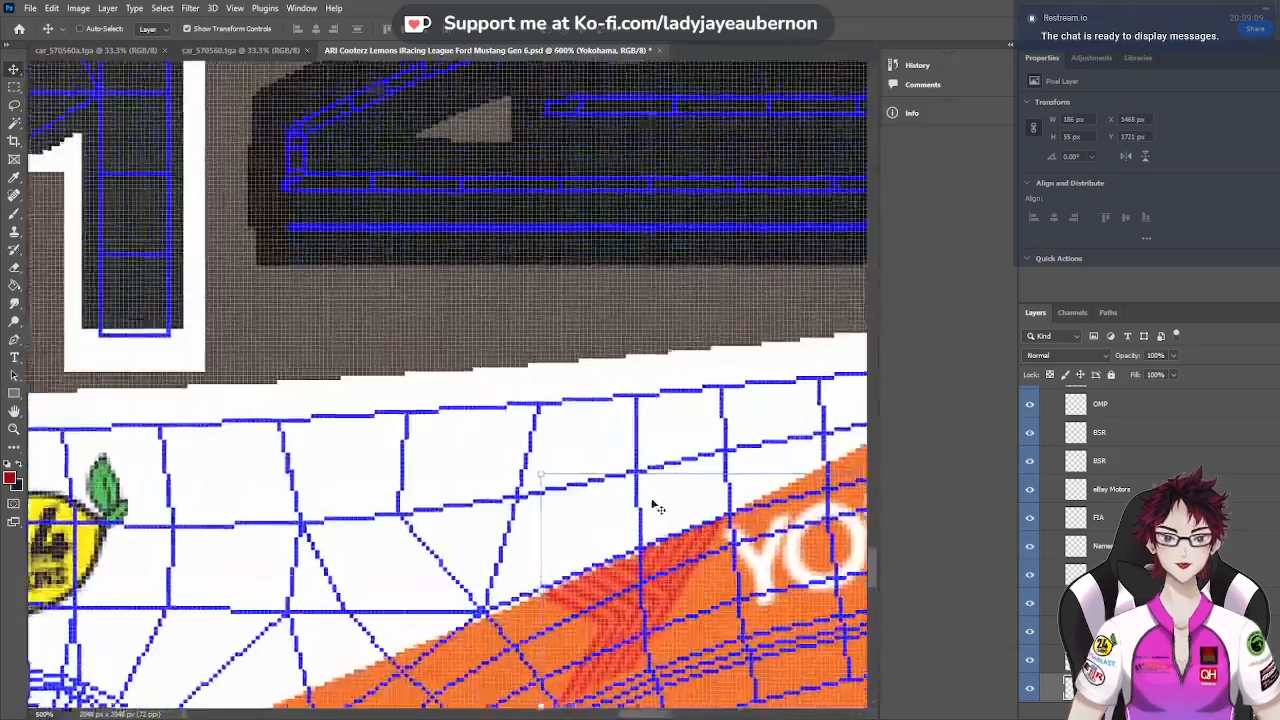 File Edit Image Layer Type Select Filter
Plugins Window Help
Support me at Ko-fi.com/ladyjayeaubernon
Restream.io
20:09:09
The chat is ready to display messages.
Share
Auto-Select: Layer Show Transform Controls
car_570560a.tga @ 33.3% (RGB/8) × car_570560.tga @ 33.3% (RGB/8) × ARI Cooterz Lemons iRacing League Ford Mustang Gen 6.psd @ 600% (Yokohama, RGB/8) * ×
History
Comments
Info
Properties Adjustments Libraries
Pixel Layer
Transform
W 186 px X 1468 px
H 55 px Y 1721 px
0.00°
Align and Distribute
Align:
Quick Actions
Layers Channels Paths
Kind
Normal Opacity: 100%
Lock: Fill: 100%
OMP
BSR
BSR
eBay Motors
FIA
YO
QH